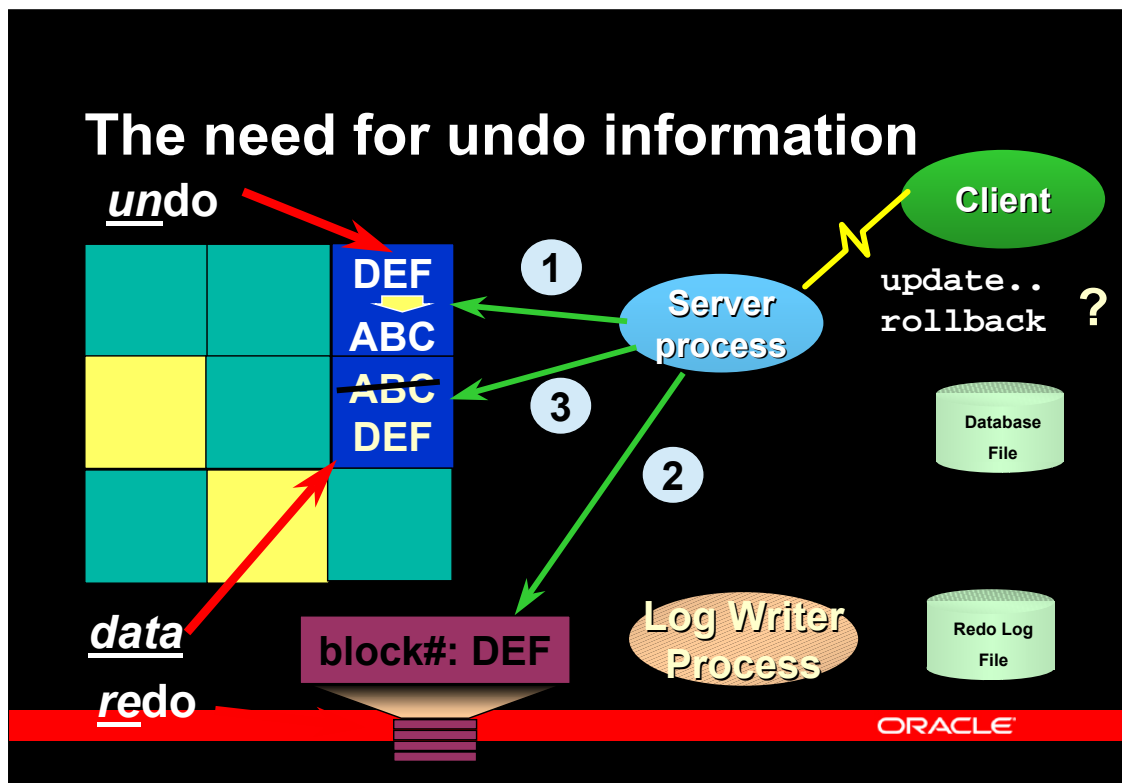 The need for undo information
undo
Client
DEF
1
update..
rollback
?
Server
process
ABC
ABC
3
DEF
Database
File
2
data
block#: DEF
Log Writer
Process
Redo Log
File
redo
ORACLE